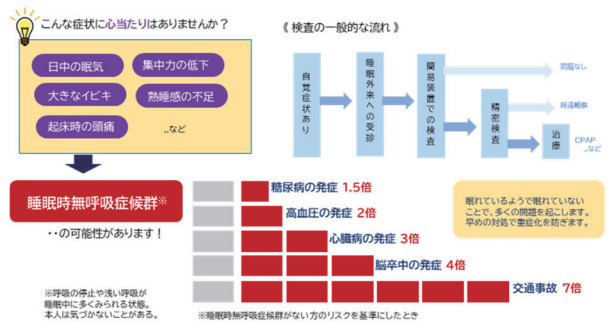 こんな症状に心当たりはありませんか？
日中の眠気
集中力の低下
大きなイビキ
熟睡感の不足
起床時の頭痛
..など
睡眠時無呼吸症候群※
・・の可能性があります！
※呼吸の停止や浅い呼吸が
睡眠中に多くみられる状態。
本人は気づかないことがある。
《 検査の一般的な流れ 》
自覚症状あり
睡眠外来への受診
簡易装置での検査
問題なし
精密検査
経過観察
治療
CPAP
..など
糖尿病の発症 1.5倍
高血圧の発症 2倍
心臓病の発症 3倍
脳卒中の発症 4倍
交通事故 7倍
眠れているようで眠れていない
ことで、多くの問題を起こします。
早めの対処で重症化を防ぎます。
※睡眠時無呼吸症候群がない方のリスクを基準にしたとき